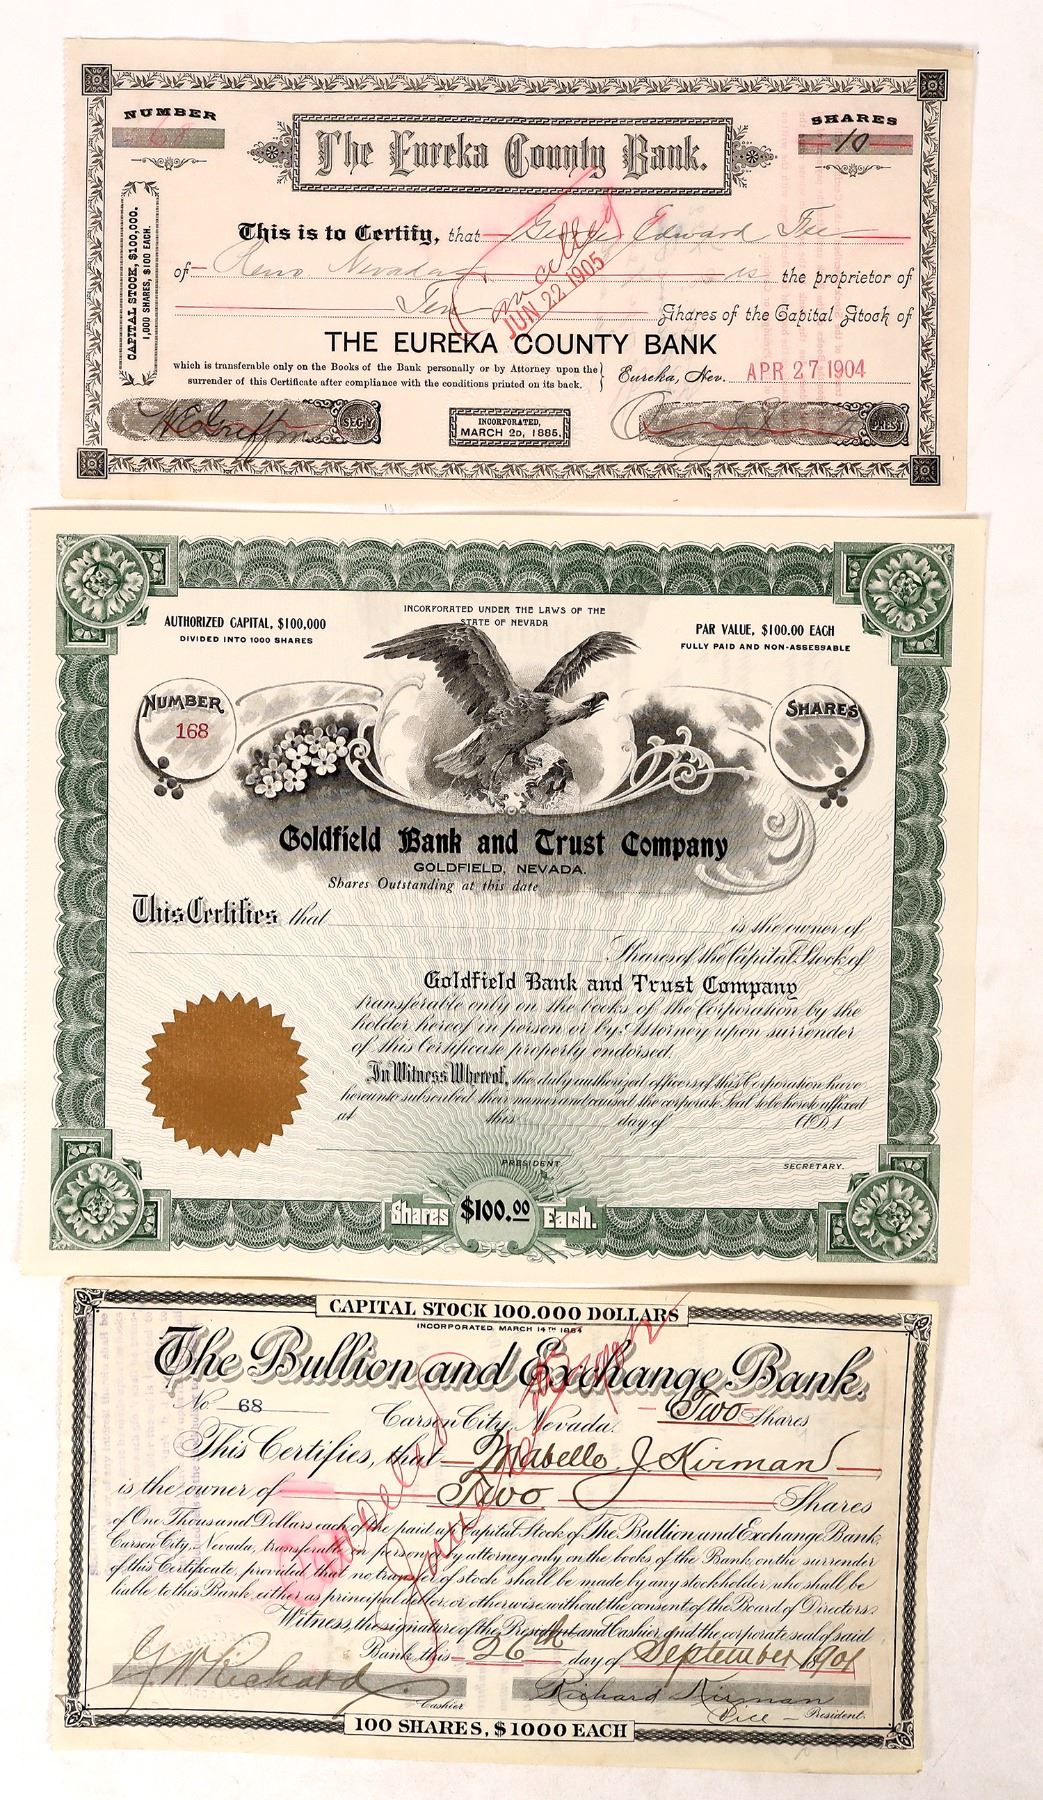 NUMBER
68
SHARES
10
The Eureka County Bank.
CAPITAL STOCK, $100,000.
1,000 SHARES, $100 EACH.
This is to Certify, that George Edward Fee
of Reno Nevada is the proprietor of
Ten Shares of the Capital Stock of
Cancelled
JUN 22 1905
THE EUREKA COUNTY BANK
which is transferable only on the Books of the Bank personally or by Attorney upon the
surrender of this Certificate after compliance with the conditions printed on its back.
Eureka, Nev. APR 27 1904
W.E. Griffin
SEC'Y
INCORPORATED,
MARCH 20, 1885.
PREST
INCORPORATED UNDER THE LAWS OF THE
STATE OF NEVADA
AUTHORIZED CAPITAL, $100,000
DIVIDED INTO 1000 SHARES
PAR VALUE, $100.00 EACH
FULLY PAID AND NON-ASSESSABLE
NUMBER
168
SHARES
Goldfield Bank and Trust Company
GOLDFIELD, NEVADA.
Shares Outstanding at this date
This Certifies that is the owner of
Shares of the Capital Stock of
Goldfield Bank and Trust Company
transferable only on the books of the Corporation by the
holder hereof in person or by Attorney upon surrender
of this Certificate properly endorsed.
In Witness Whereof, the duly authorized officers of this Corporation have
hereunto subscribed their names and caused the corporate Seal to be hereto affixed
at this day of A.D. 1
PRESIDENT
SECRETARY.
Shares $100.00 Each.
CAPITAL STOCK 100.000 DOLLARS
INCORPORATED MARCH 14TH 1884
The Bullion and Exchange Bank.
No. 68
Carson City, Nevada. Two Shares
This Certifies, that Mabelle J Kirman
is the owner of Two Shares
of One Thousand Dollars each of the paid up Capital Stock of The Bullion and Exchange Bank,
Carson City, Nevada, transferable in person or by attorney only on the books of the Bank, on the surrender
of this Certificate, provided that no transfer of stock shall be made by any stockholder, who shall be
liable to this Bank either as principal debtor, or otherwise, without the consent of the Board of Directors.
Witness, the signature of the President and Cashier and the corporate seal of said
Bank this 26th day of September 1901
Cancelled
Richard Kirman
Cashier
Vice - President.
100 SHARES, $1000 EACH